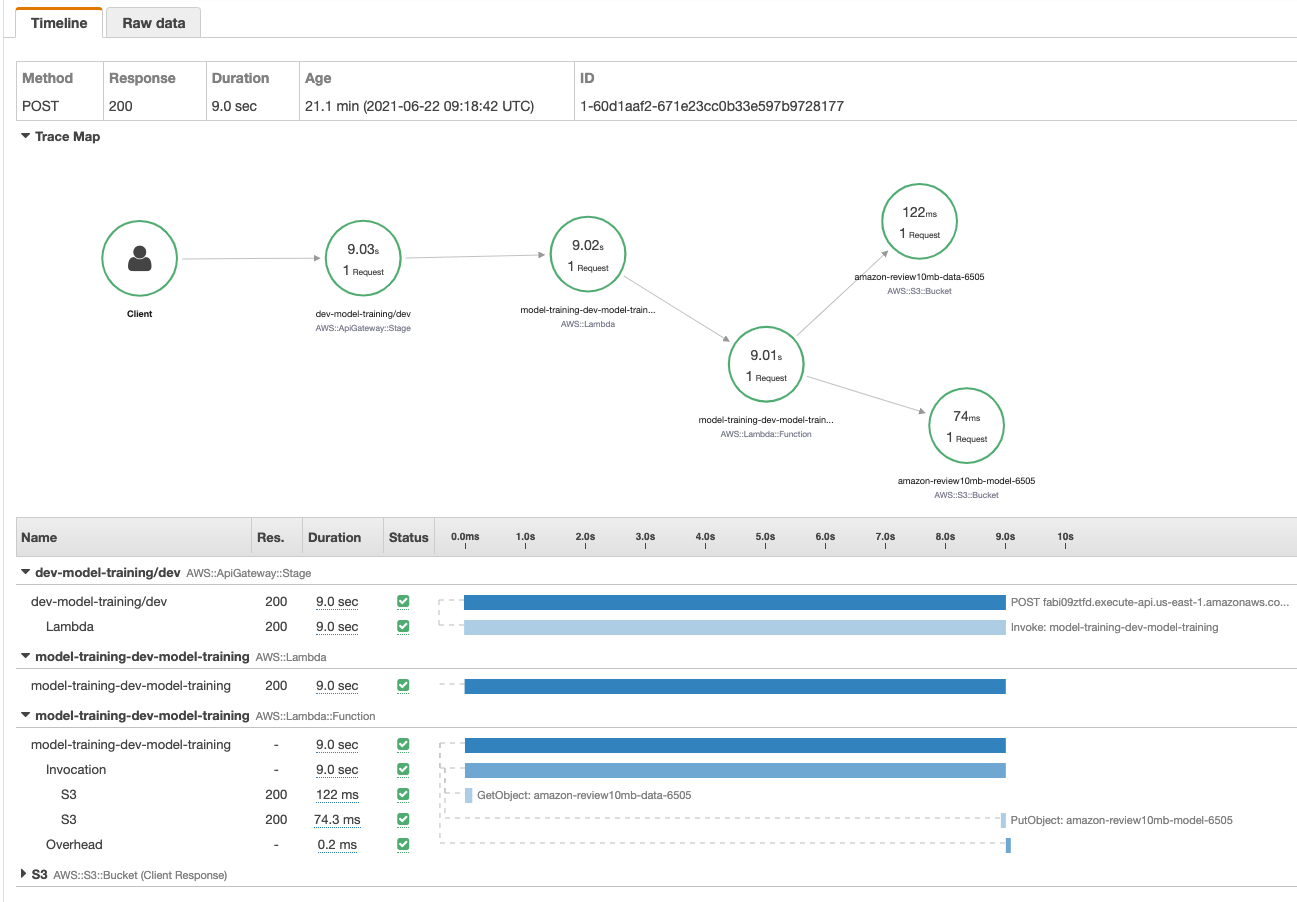 Timeline Raw data
Method Response Duration Age ID
POST 200 9.0 sec 21.1 min (2021-06-22 09:18:42 UTC) 1-60d1aaf2-671e23cc0b33e597b9728177
Trace Map
Client
9.03s
1 Request
dev-model-training/dev
AWS::ApiGateway::Stage
9.02s
1 Request
model-training-dev-model-train...
AWS::Lambda
9.01s
1 Request
model-training-dev-model-train...
AWS::Lambda::Function
122ms
1 Request
amazon-review10mb-data-6505
AWS::S3::Bucket
74ms
1 Request
amazon-review10mb-model-6505
AWS::S3::Bucket
Name Res. Duration Status 0.0ms 1.0s 2.0s 3.0s 4.0s 5.0s 6.0s 7.0s 8.0s 9.0s 10s
dev-model-training/dev AWS::ApiGateway::Stage
dev-model-training/dev 200 9.0 sec POST fabi09ztfd.execute-api.us-east-1.amazonaws.co...
Lambda 200 9.0 sec Invoke: model-training-dev-model-training
model-training-dev-model-training AWS::Lambda
model-training-dev-model-training 200 9.0 sec
model-training-dev-model-training AWS::Lambda::Function
model-training-dev-model-training - 9.0 sec
Invocation - 9.0 sec
S3 200 122 ms GetObject: amazon-review10mb-data-6505
S3 200 74.3 ms PutObject: amazon-review10mb-model-6505
Overhead - 0.2 ms
S3 AWS::S3::Bucket (Client Response)